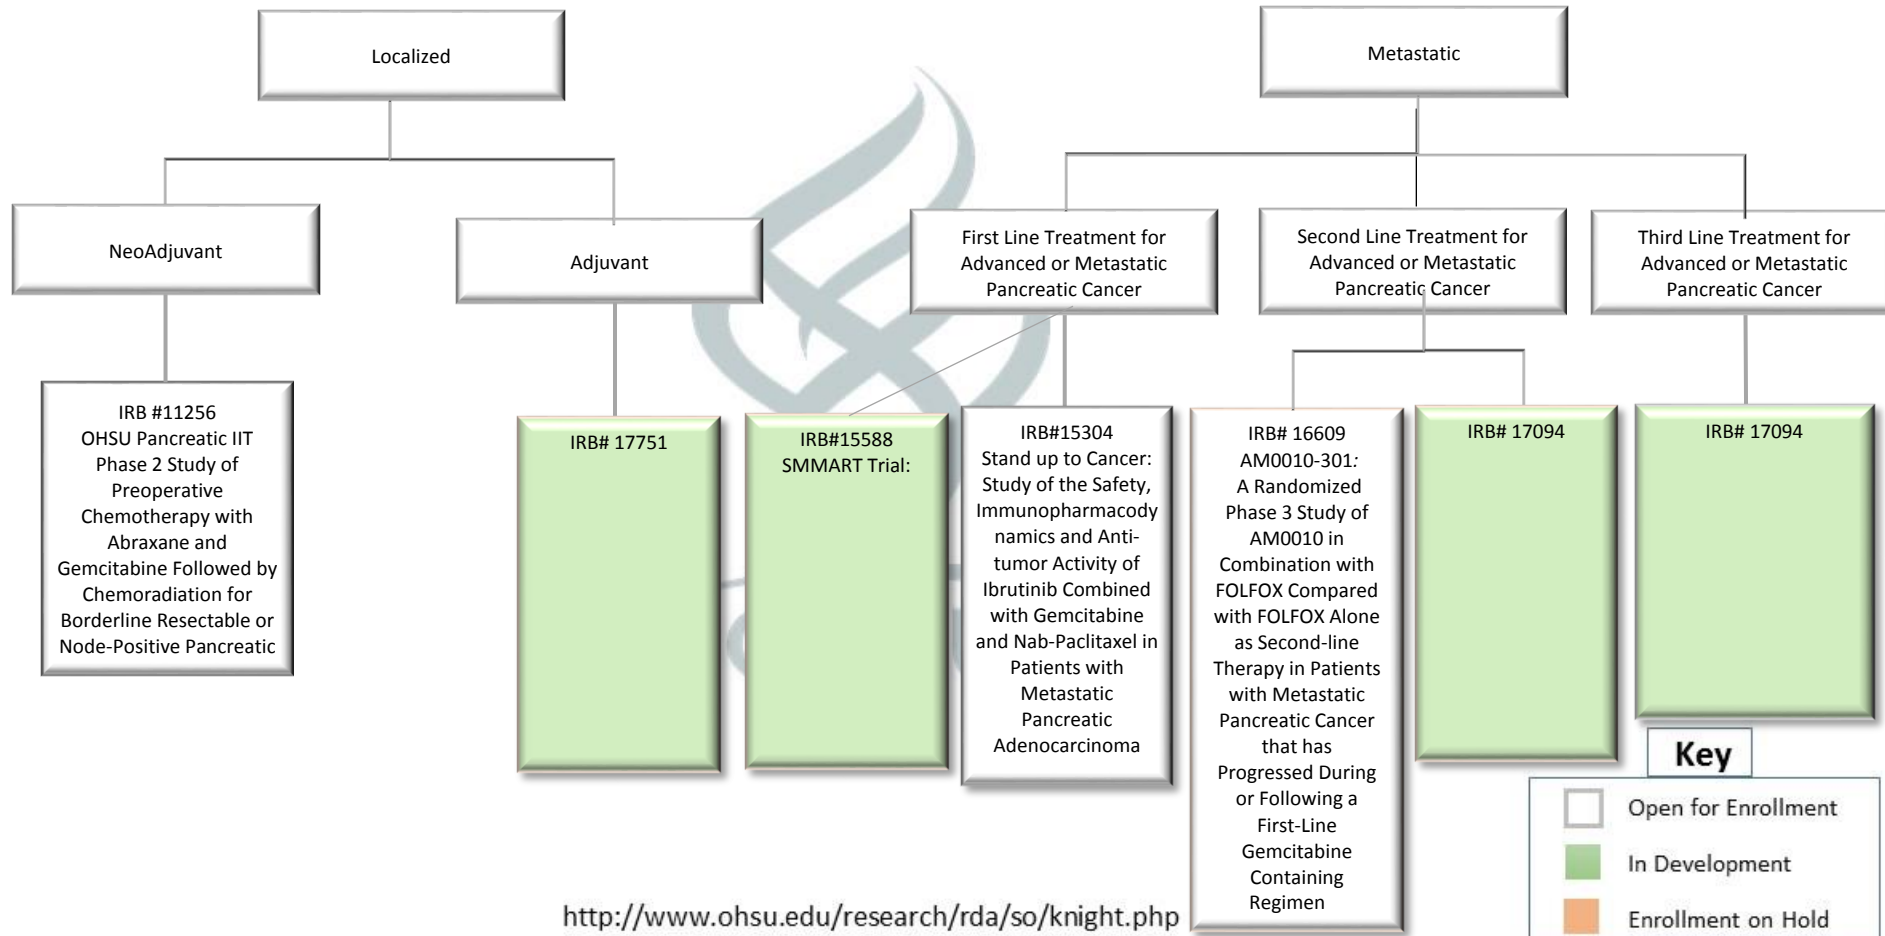 Localized
Metastatic
NeoAdjuvant
Adjuvant
First Line Treatment for
Advanced or Metastatic
Pancreatic Cancer
Second Line Treatment for
Advanced or Metastatic
Pancreatic Cancer
Third Line Treatment for
Advanced or Metastatic
Pancreatic Cancer
IRB #11256
OHSU Pancreatic IIT
Phase 2 Study of
Preoperative
Chemotherapy with
Abraxane and
Gemcitabine Followed by
Chemoradiation for
Borderline Resectable or
Node-Positive Pancreatic
IRB# 17751
IRB#15588
SMMART Trial:
IRB#15304
Stand up to Cancer:
Study of the Safety,
Immunopharmacody
namics and Anti-
tumor Activity of
Ibrutinib Combined
with Gemcitabine
and Nab-Paclitaxel in
Patients with
Metastatic
Pancreatic
Adenocarcinoma
IRB# 16609
AM0010-301:
A Randomized
Phase 3 Study of
AM0010 in
Combination with
FOLFOX Compared
with FOLFOX Alone
as Second-line
Therapy in Patients
with Metastatic
Pancreatic Cancer
that has
Progressed During
or Following a
First-Line
Gemcitabine
Containing
Regimen
IRB# 17094
IRB# 17094
Key
Open for Enrollment
In Development
Enrollment on Hold
http://www.ohsu.edu/research/rda/so/knight.php